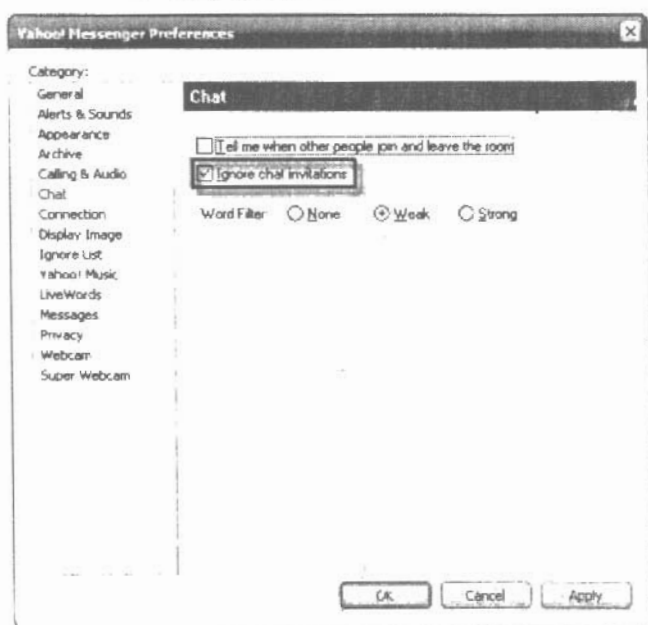 Yahoo! Messenger Preferences
Category:
General
Alerts & Sounds
Appearance
Archive
Calling & Audio
Chat
Connection
Display Image
Ignore List
Yahoo! Music
LiveWords
Messages
Privacy
Webcam
Super Webcam
Chat
Tell me when other people join and leave the room
Ignore chat invitations
Word Filter None Weak Strong
OK Cancel Apply